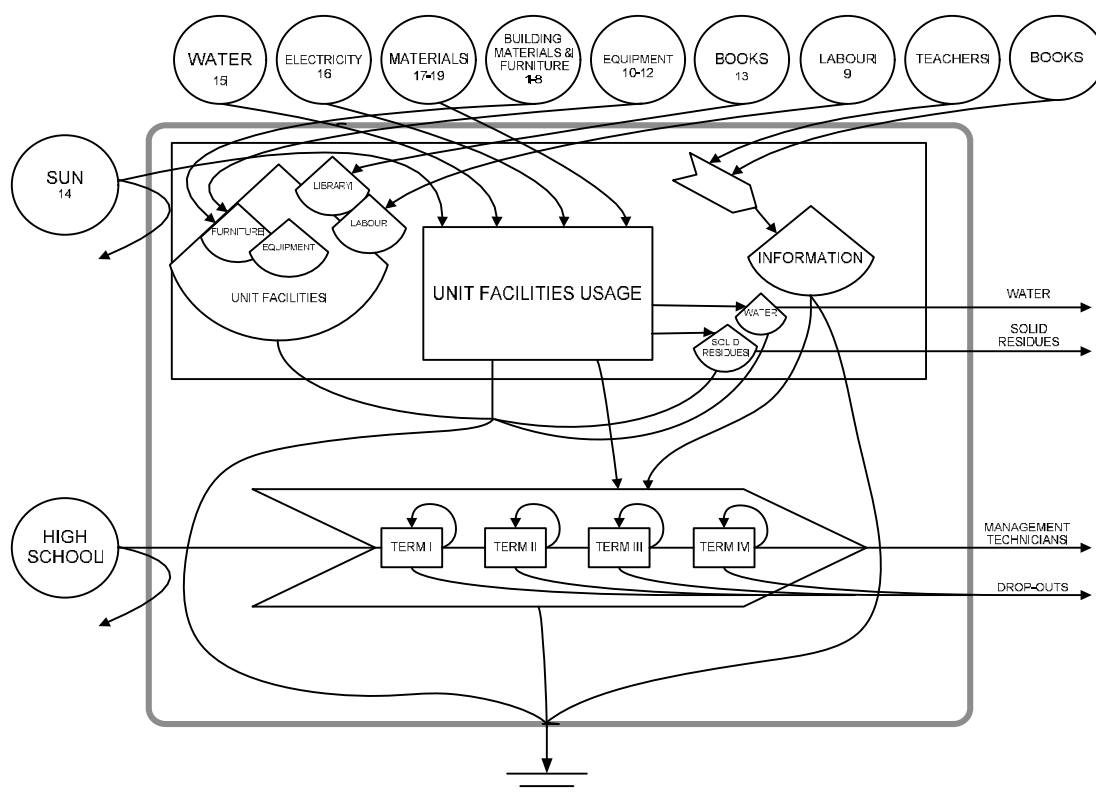 WATER
15
ELECTRICITY
16
MATERIALS
17-19
BUILDING
MATERIALS &
FURNITURE
1-8
EQUIPMENT
10-12
BOOKS
13
LABOUR
9
TEACHERS
BOOKS
SUN
14
LIBRARY
FURNITURE
LABOUR
EQUIPMENT
UNIT FACILITIES
UNIT FACILITIES USAGE
INFORMATION
WATER
SOLID
RESIDUES
WATER
SOLID
RESIDUES
HIGH
SCHOOL
TERM I
TERM II
TERM III
TERM IV
MANAGEMENT
TECHNICIANS
DROP-OUTS